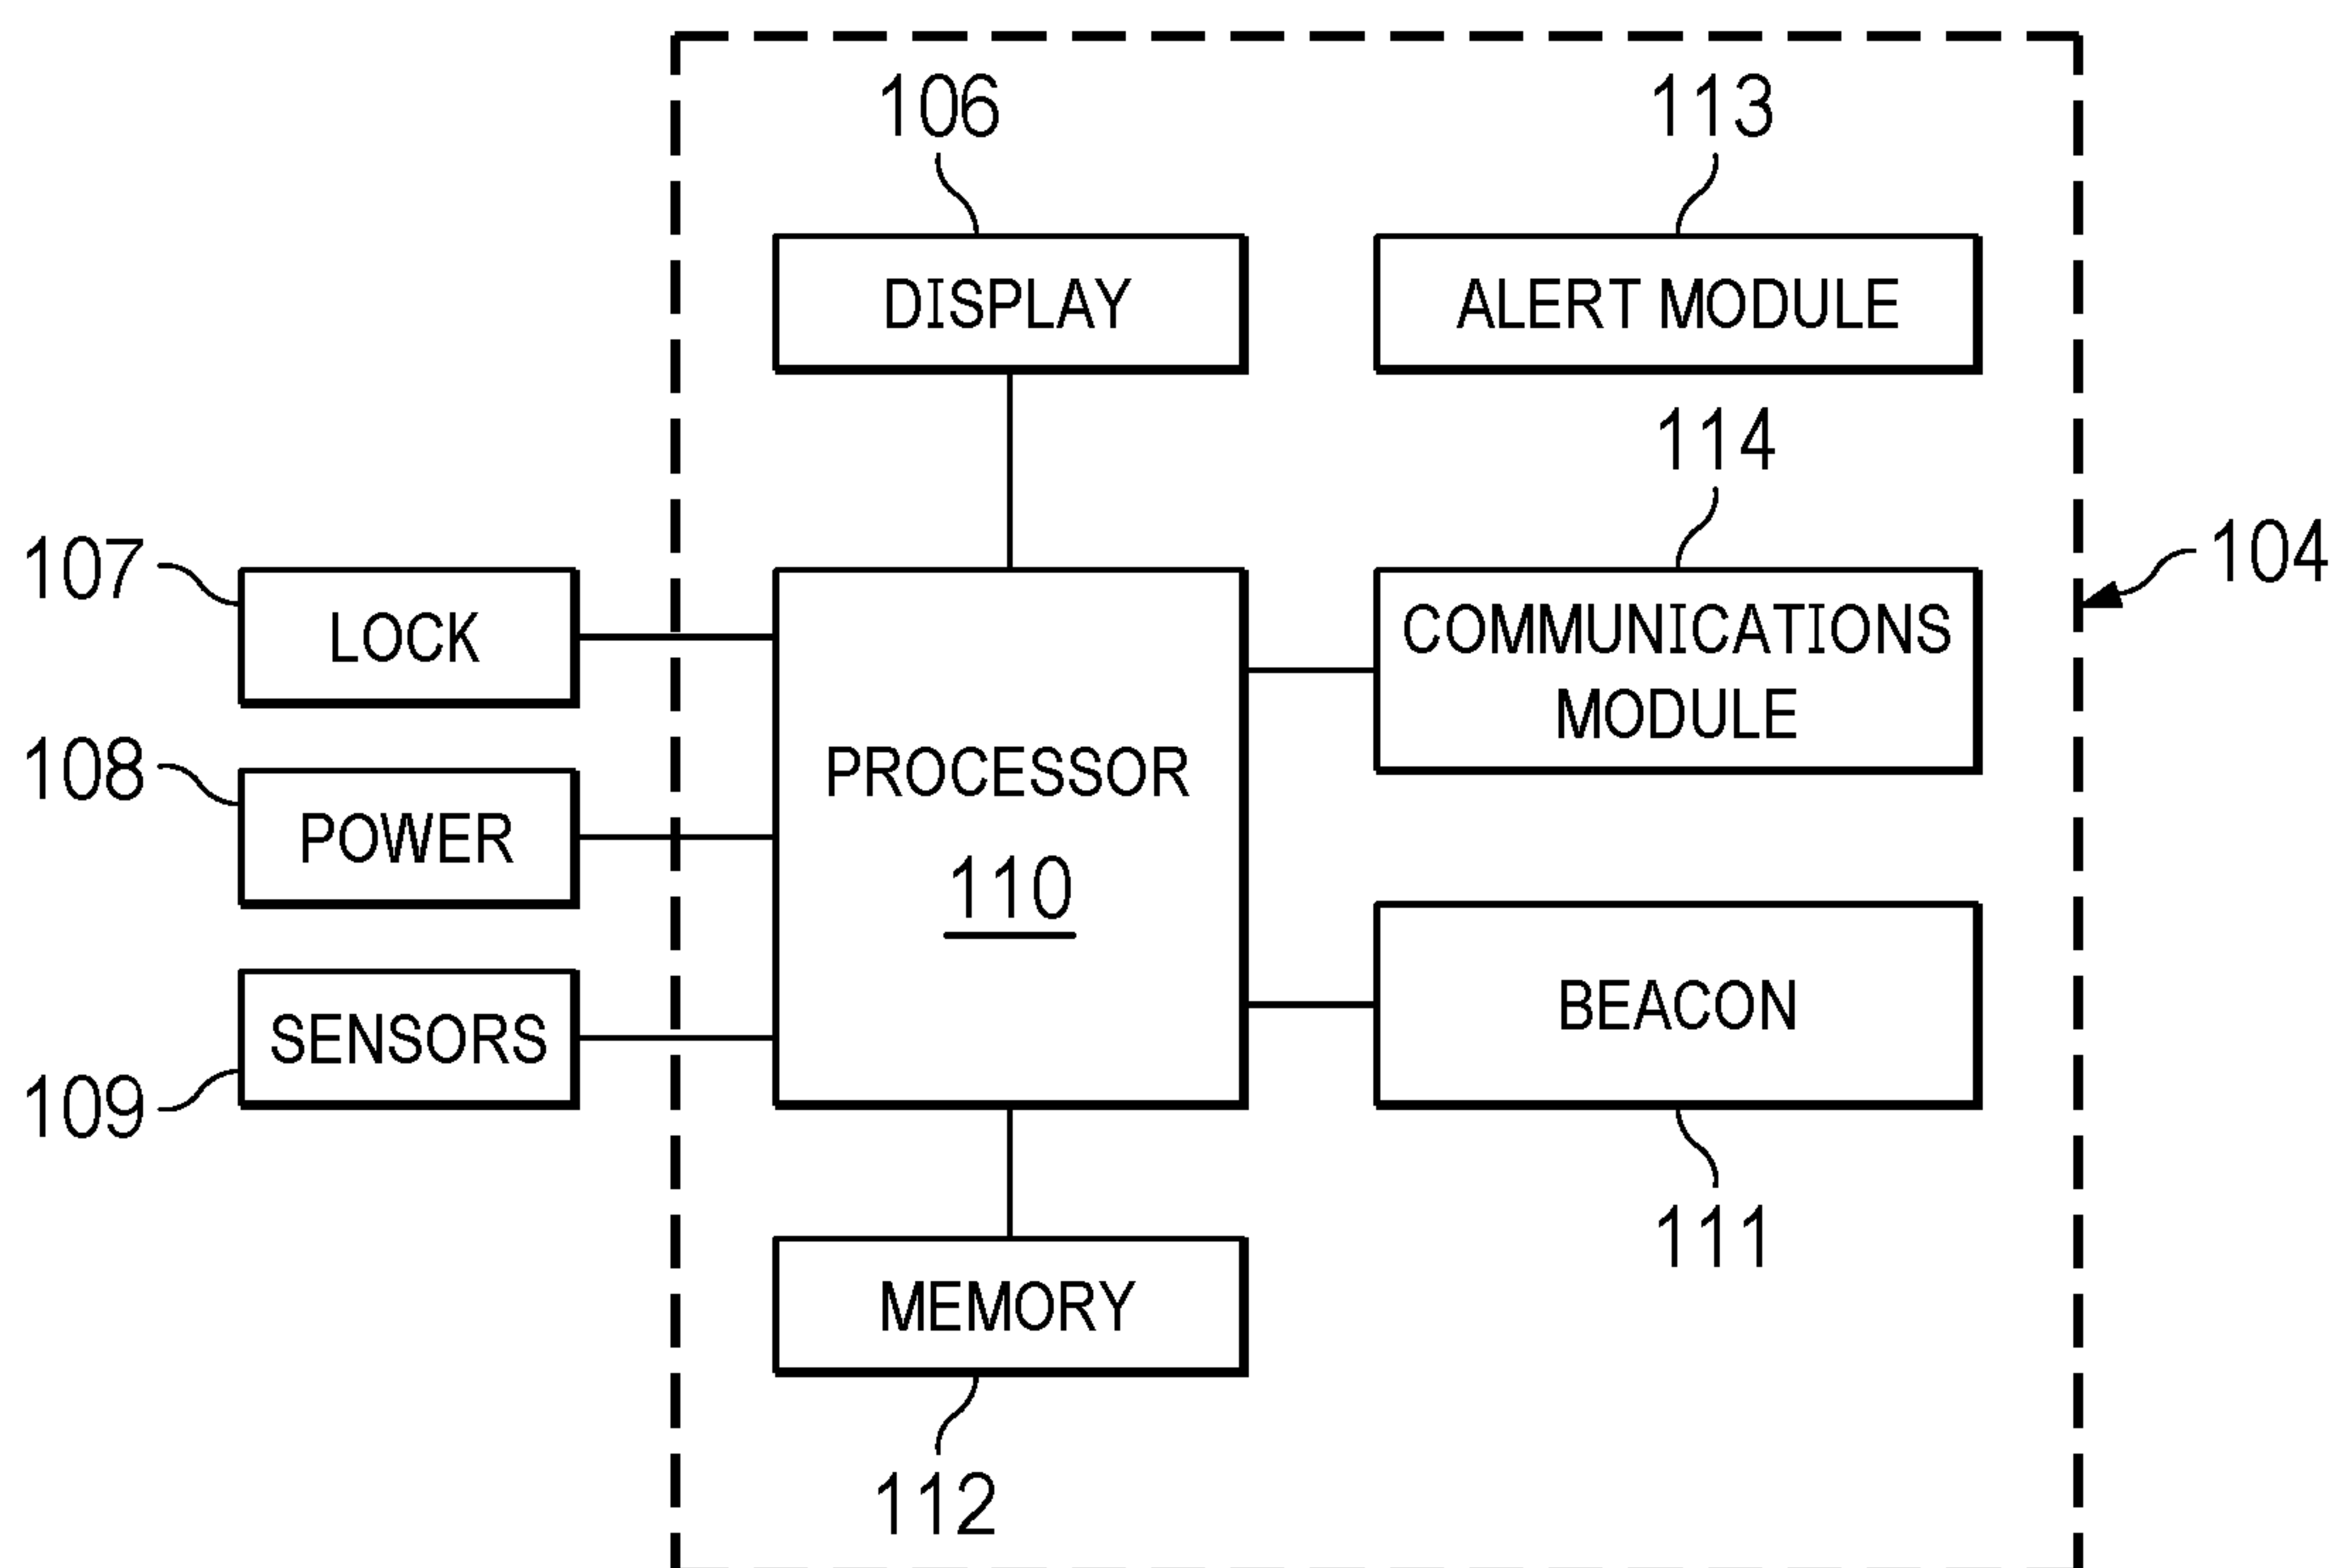 106
113
DISPLAY
ALERT MODULE
114
107
104
LOCK
COMMUNICATIONS
MODULE
108
POWER
PROCESSOR
110
SENSORS
BEACON
109
111
MEMORY
112